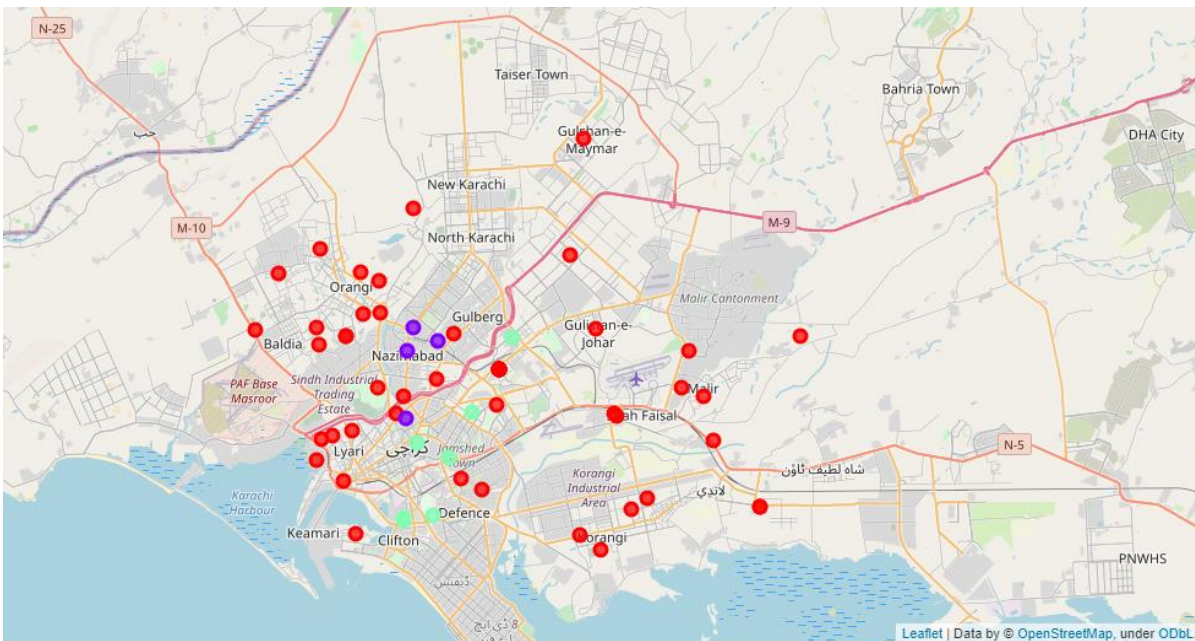 N-25
Taiser Town
Bahria Town
حب
Gulshan-e-
Maymar
DHA City
New Karachi
M-10
M-9
North Karachi
Orangi
Malir Cantonment
Gulberg
Gulistan-e-
Johar
Baldia
Nazimabad
PAF Base
Masroor
Sindh Industrial
Trading
Estate
Malir
Shah Faisal
N-5
Lyari
کراچی
Jamshed
Town
شاہ لطیف ٹاؤن
Korangi
Industrial
Area
لانڈي
Karachi
Harbour
Defence
Keamari
Clifton
Korangi
PNWHS
ڈیفنس
Leaflet | Data by © OpenStreetMap, under ODbL